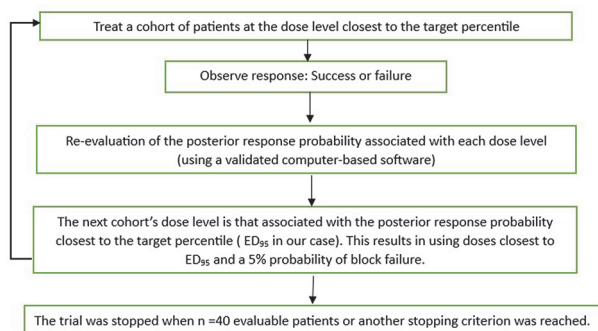 Treat a cohort of patients at the dose level closest to the target percentile
Observe response: Success or failure
Re-evaluation of the posterior response probability associated with each dose level
(using a validated computer-based software)
The next cohort's dose level is that associated with the posterior response probability
closest to the target percentile ( ED₉₅ in our case). This results in using doses closest to
ED₉₅ and a 5% probability of block failure.
The trial was stopped when n =40 evaluable patients or another stopping criterion was reached.